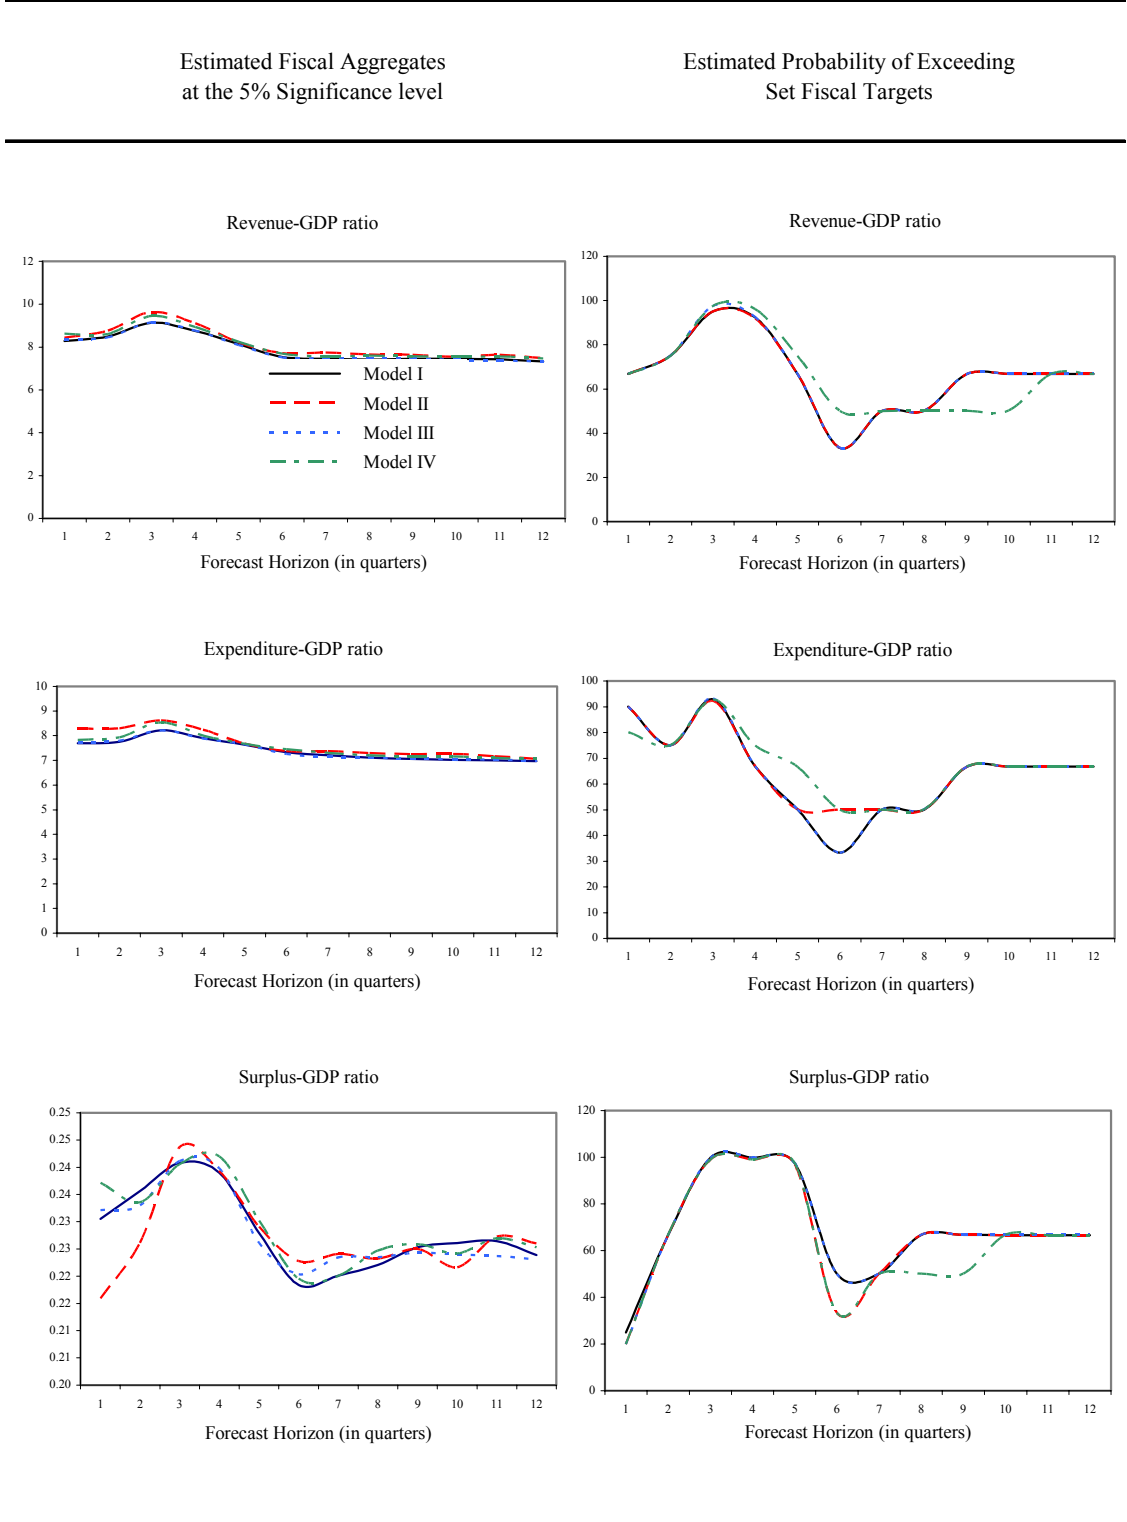 Estimated Fiscal Aggregates
at the 5% Significance level
Estimated Probability of Exceeding
Set Fiscal Targets
Revenue-GDP ratio
12
10
8
6
4
2
0
Model I
Model II
Model III
Model IV
1 2 3 4 5 6 7 8 9 10 11 12
Forecast Horizon (in quarters)
Revenue-GDP ratio
120
100
80
60
40
20
0
1 2 3 4 5 6 7 8 9 10 11 12
Forecast Horizon (in quarters)
Expenditure-GDP ratio
10
9
8
7
6
5
4
3
2
1
0
1 2 3 4 5 6 7 8 9 10 11 12
Forecast Horizon (in quarters)
Expenditure-GDP ratio
100
90
80
70
60
50
40
30
20
10
0
1 2 3 4 5 6 7 8 9 10 11 12
Forecast Horizon (in quarters)
Surplus-GDP ratio
0.25
0.25
0.24
0.24
0.23
0.23
0.22
0.22
0.21
0.21
0.20
1 2 3 4 5 6 7 8 9 10 11 12
Forecast Horizon (in quarters)
Surplus-GDP ratio
120
100
80
60
40
20
0
1 2 3 4 5 6 7 8 9 10 11 12
Forecast Horizon (in quarters)